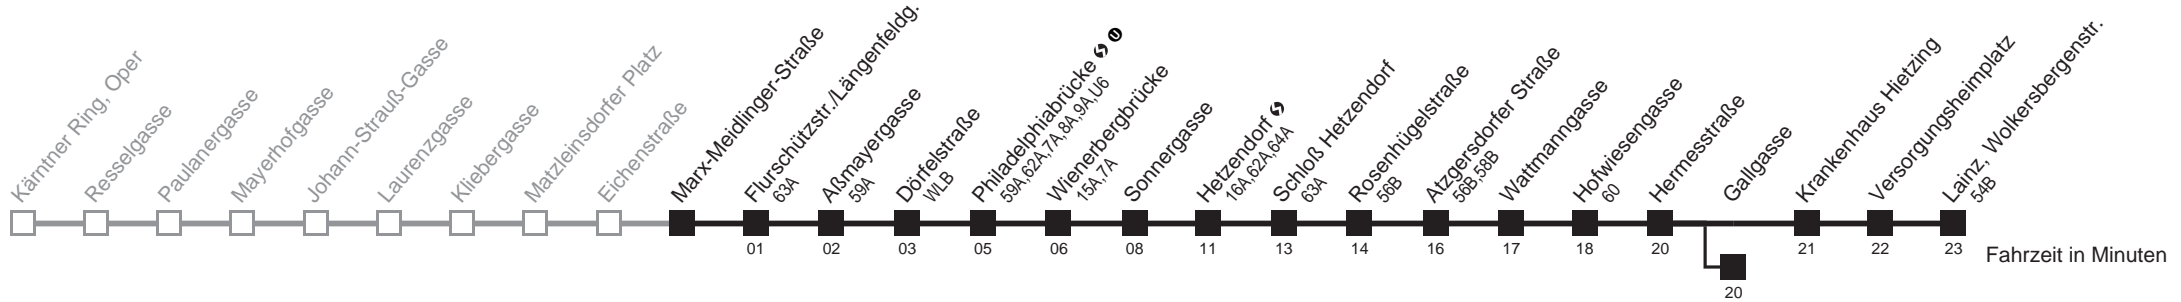 Kärntner Ring, Oper
Resselgasse
Paulanergasse
Mayerhofgasse
Johann-Strauß-Gasse
Laurenzgasse
Kliebergasse
Matzleinsdorfer Platz
Eichenstraße
Marx-Meidlinger-Straße
Flurschützstr./Längenfeldg.
63A
Aßmayergasse
59A
Dörfelstraße
WLB
Philadelphiabrücke S U
59A,62A,7A,8A,9A,U6
Wienerbergbrücke
15A,7A
Sonnergasse
Hetzendorf S
16A,62A,64A
Schloß Hetzendorf
63A
Rosenhügelstraße
56B
Atzgersdorfer Straße
56B,58B
Wattmanngasse
Hofwiesengasse
60
Hermesstraße
Gallgasse
Krankenhaus Hietzing
Versorgungsheimplatz
Lainz, Wolkersbergenstr.
54B
01 02 03 05 06 08 11 13 14 16 17 18 20 21 22 23
Fahrzeit in Minuten
20